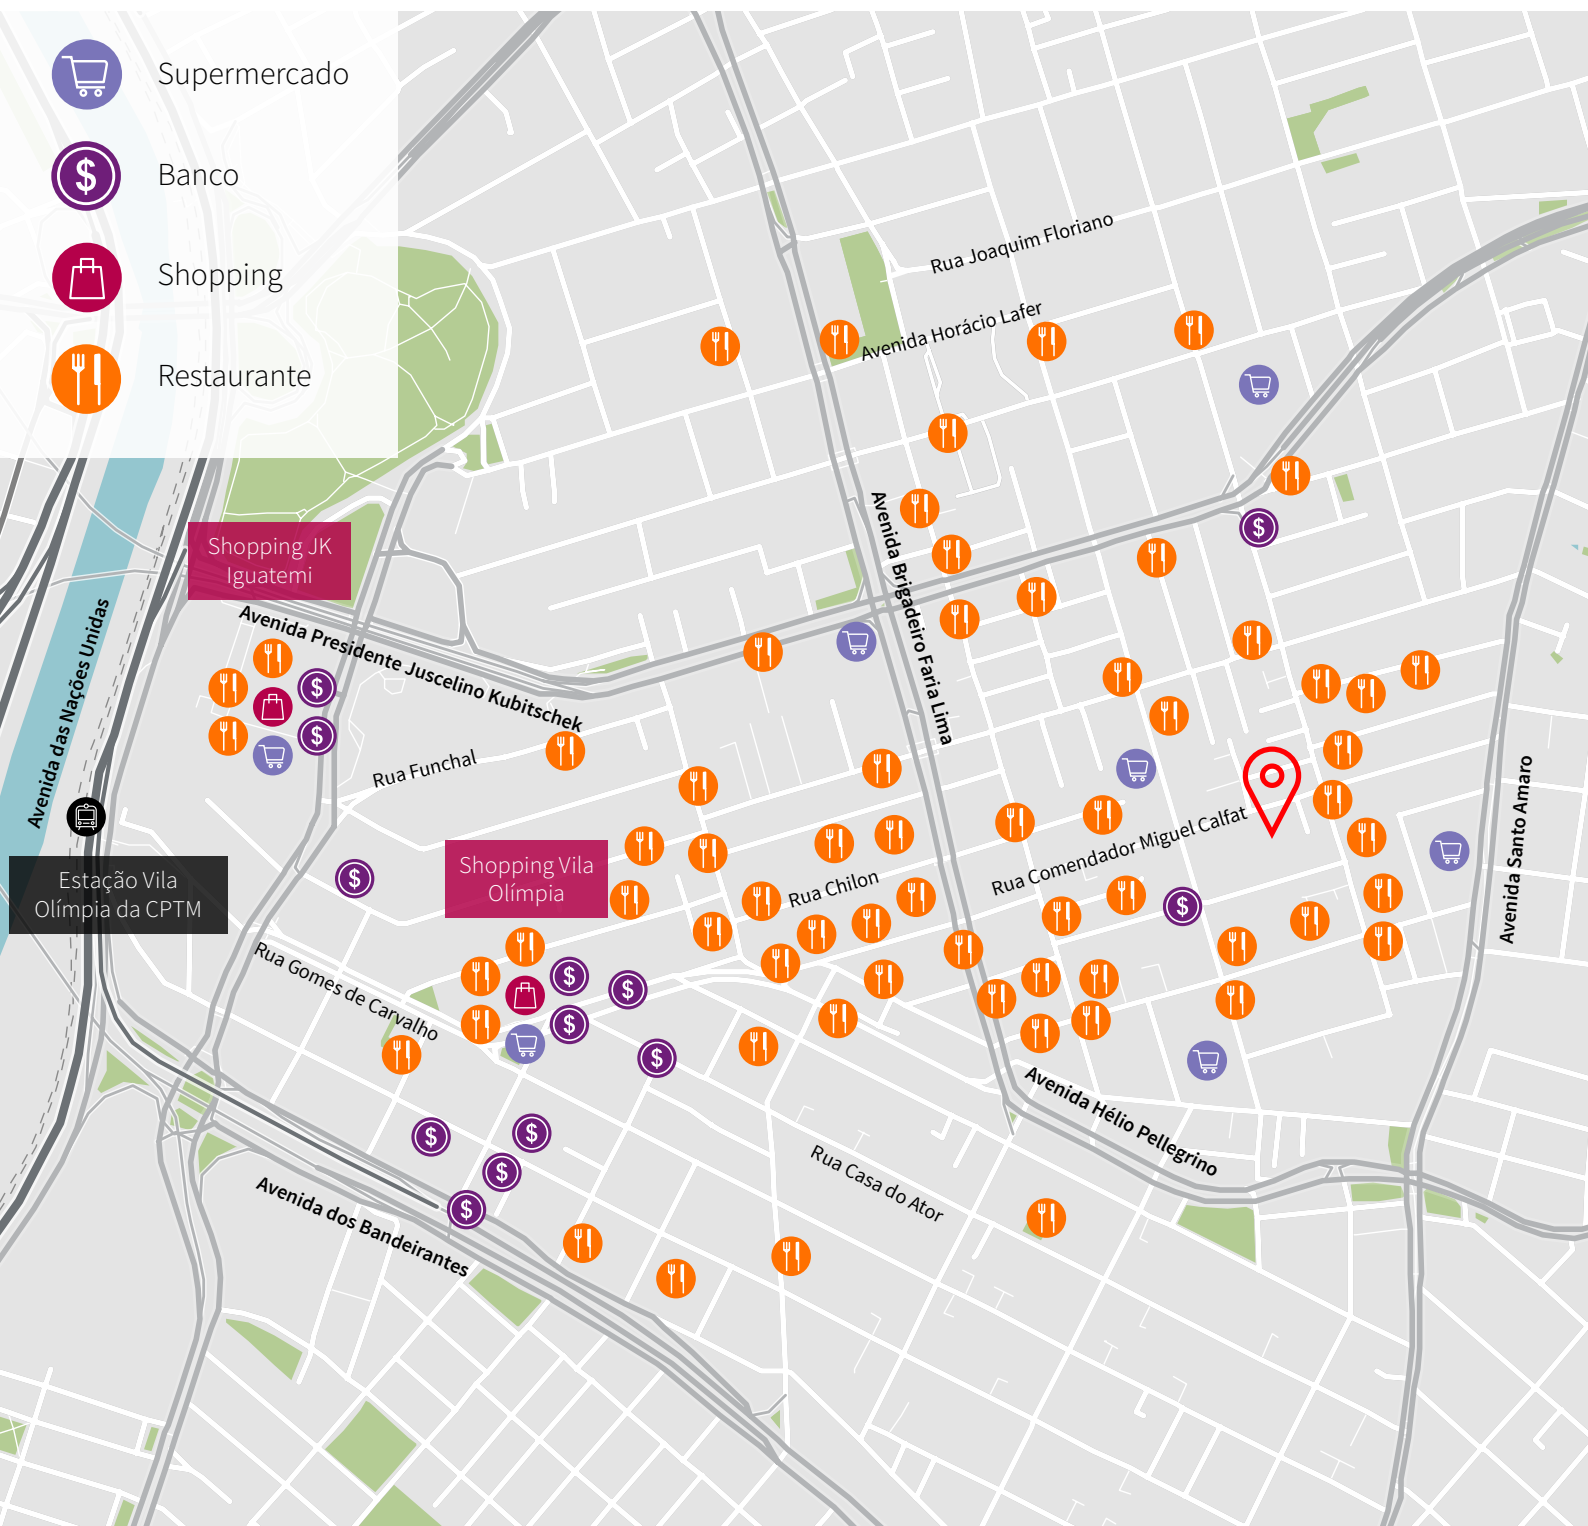 Supermercado
$
Banco
Shopping
Restaurante
Rua Joaquim Floriano
Avenida Horácio Lafer
Shopping JK
Iguatemi
Avenida Brigadeiro Faria Lima
$
Avenida das Nações Unidas
Avenida Presidente Juscelino Kubitschek
$
$
Rua Funchal
Avenida Santo Amaro
Rua Comendador Miguel Calfat
Shopping Vila
Olímpia
Estação Vila
Olímpia da CPTM
$
Rua Chilon
$
Rua Gomes de Carvalho
$
$
$
$
Avenida Hélio Pellegrino
$
$
$
$
Rua Casa do Ator
Avenida dos Bandeirantes